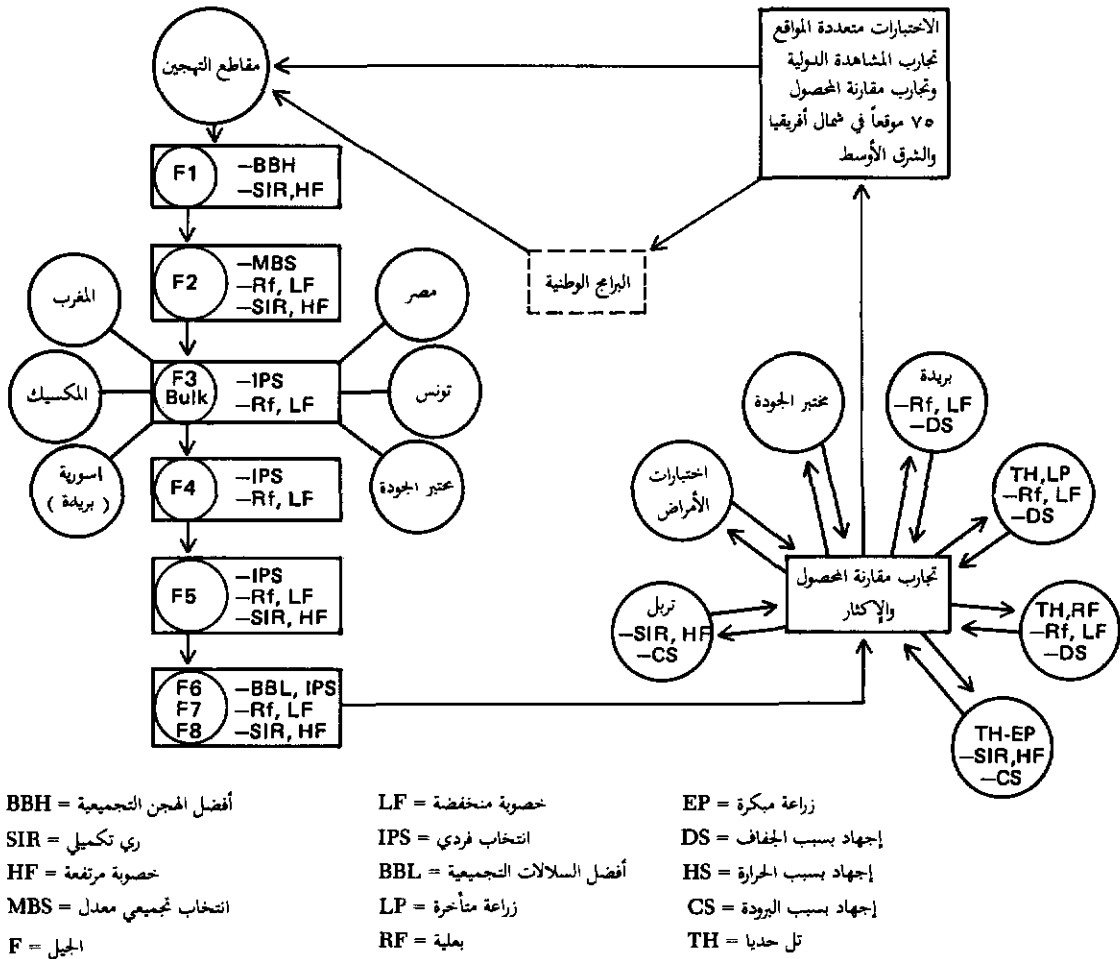 مقاطع التهجين
الاختبارات متعددة المواقع
تجارب المشاهدة الدولية
وتجارب مقارنة المحصول
٧٥ موقعاً في شمال أفريقيا
والشرق الأوسط
F1
–BBH
–SIR,HF
F2
–MBS
–Rf, LF
–SIR, HF
البرامج الوطنية
المغرب
مصر
F3
Bulk
–IPS
–Rf, LF
المكسيك
تونس
اسورية
( بريدة )
مختبر الجودة
F4
–IPS
–Rf, LF
F5
–IPS
–Rf, LF
–SIR, HF
F6
F7
F8
–BBL, IPS
–Rf, LF
–SIR, HF
مختبر الجودة
بريدة
–Rf, LF
–DS
اختبارات
الأمراض
TH,LP
–Rf, LF
–DS
تجارب مقارنة المحصول
والإكثار
تربل
–SIR, HF
–CS
TH,RF
–Rf, LF
–DS
TH-EP
–SIR,HF
–CS
BBH = أفضل الهجن التجميعية
SIR = ري تكميلي
HF = خصوبة مرتفعة
MBS = انتخاب تجميعي معدل
F = الجيل
LF = خصوبة منخفضة
IPS = انتخاب فردي
BBL = أفضل السلالات التجميعية
LP = زراعة متأخرة
RF = بعلية
EP = زراعة مبكرة
DS = إجهاد بسبب الجفاف
HS = إجهاد بسبب الحرارة
CS = إجهاد بسبب البرودة
TH = تل حديا